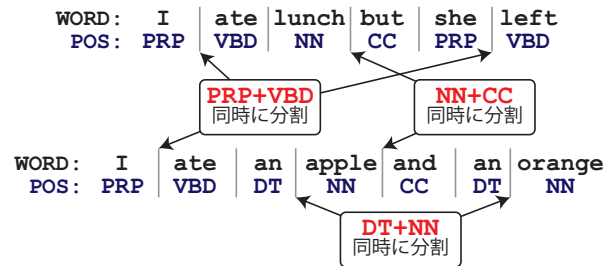 WORD: I ate lunch but she left
POS: PRP VBD NN CC PRP VBD
PRP+VBD
同時に分割
NN+CC
同時に分割
WORD: I ate an apple and an orange
POS: PRP VBD DT NN CC DT NN
DT+NN
同時に分割